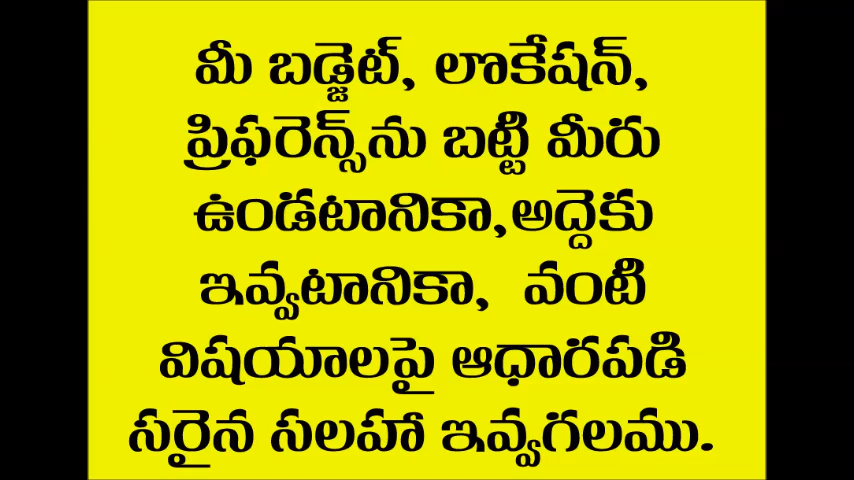 మీ బడ్జెట్, లొకేషన్,
ప్రిఫరెన్స్‌ను బట్టి మీరు
ఉండటానికా,అద్దెకు
ఇవ్వటానికా, వంటి
విషయాలపై ఆధారపడి
సరైన సలహా ఇవ్వగలము.